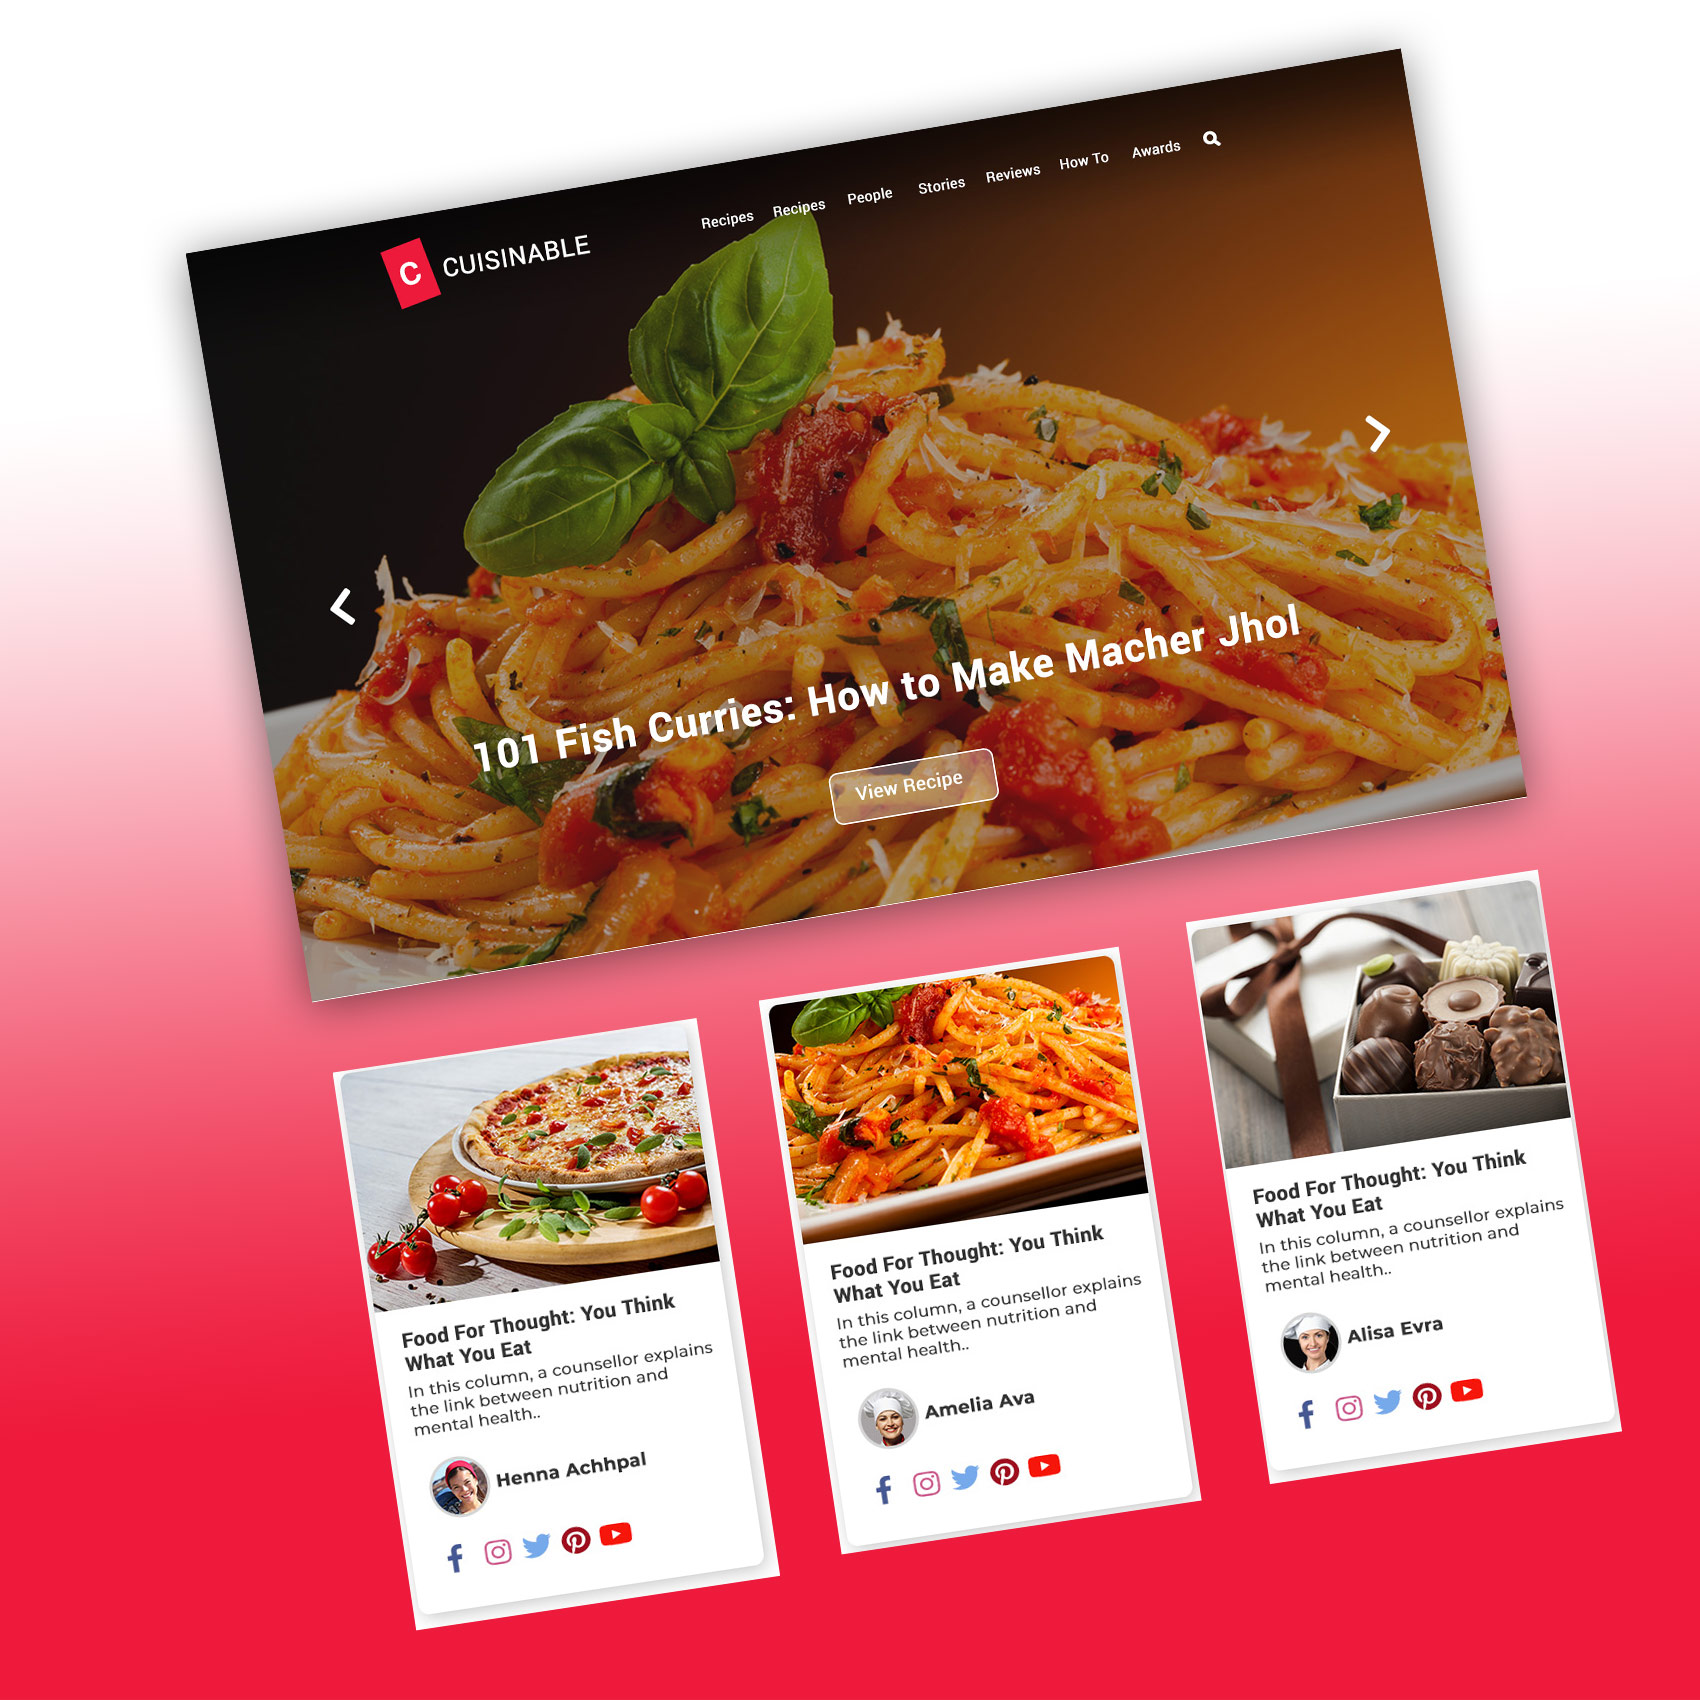 C CUISINABLE
Recipes Recipes People Stories Reviews How To Awards
101 Fish Curries: How to Make Macher Jhol
View Recipe
Food For Thought: You Think
What You Eat
In this column, a counsellor explains
the link between nutrition and
mental health..
Henna Achhpal
Food For Thought: You Think
What You Eat
In this column, a counsellor explains
the link between nutrition and
mental health..
Amelia Ava
Food For Thought: You Think
What You Eat
In this column, a counsellor explains
the link between nutrition and
mental health..
Alisa Evra